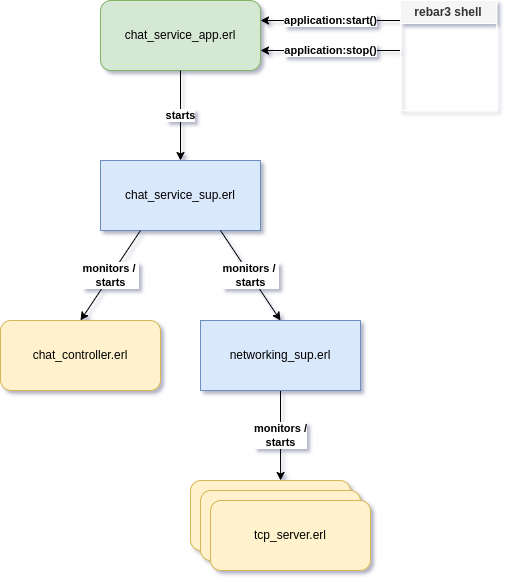 rebar3 shell
application:start()
chat_service_app.erl
application:stop()
starts
chat_service_sup.erl
monitors /
starts
monitors /
starts
chat_controller.erl
networking_sup.erl
monitors /
starts
tcp_server.erl